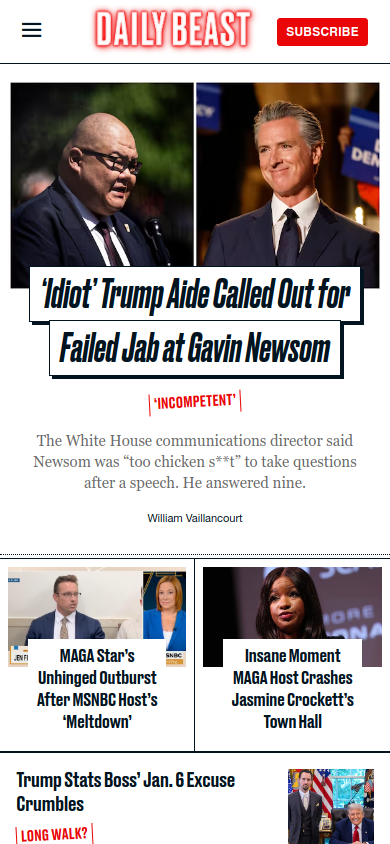 DAILY BEAST
SUBSCRIBE
DEM
‘Idiot’ Trump Aide Called Out for
Failed Jab at Gavin Newsom
‘INCOMPETENT’
The White House communications director said
Newsom was “too chicken s**t” to take questions
after a speech. He answered nine.
William Vaillancourt
JEN
MSNBC
MAGA Star’s
Unhinged Outburst
After MSNBC Host’s
‘Meltdown’
Insane Moment
MAGA Host Crashes
Jasmine Crockett’s
Town Hall
Trump Stats Boss’ Jan. 6 Excuse
Crumbles
LONG WALK?